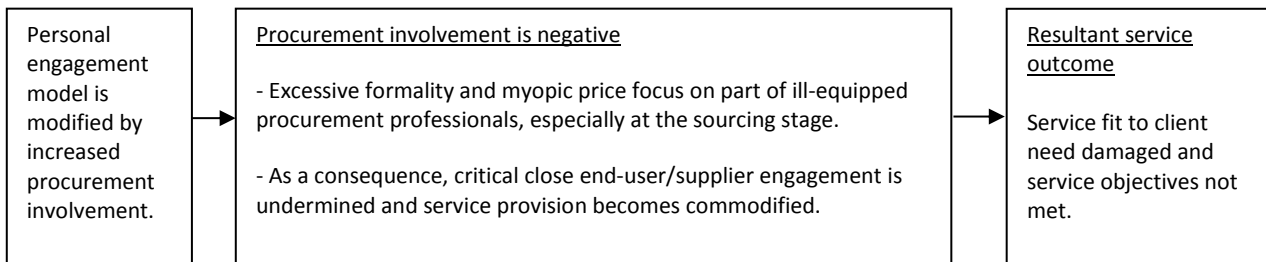 Personal
engagement
model is
modified by
increased
procurement
involvement.
Procurement involvement is negative
- Excessive formality and myopic price focus on part of ill-equipped
procurement professionals, especially at the sourcing stage.
- As a consequence, critical close end-user/supplier engagement is
undermined and service provision becomes commodified.
Resultant service
outcome
Service fit to client
need damaged and
service objectives not
met.